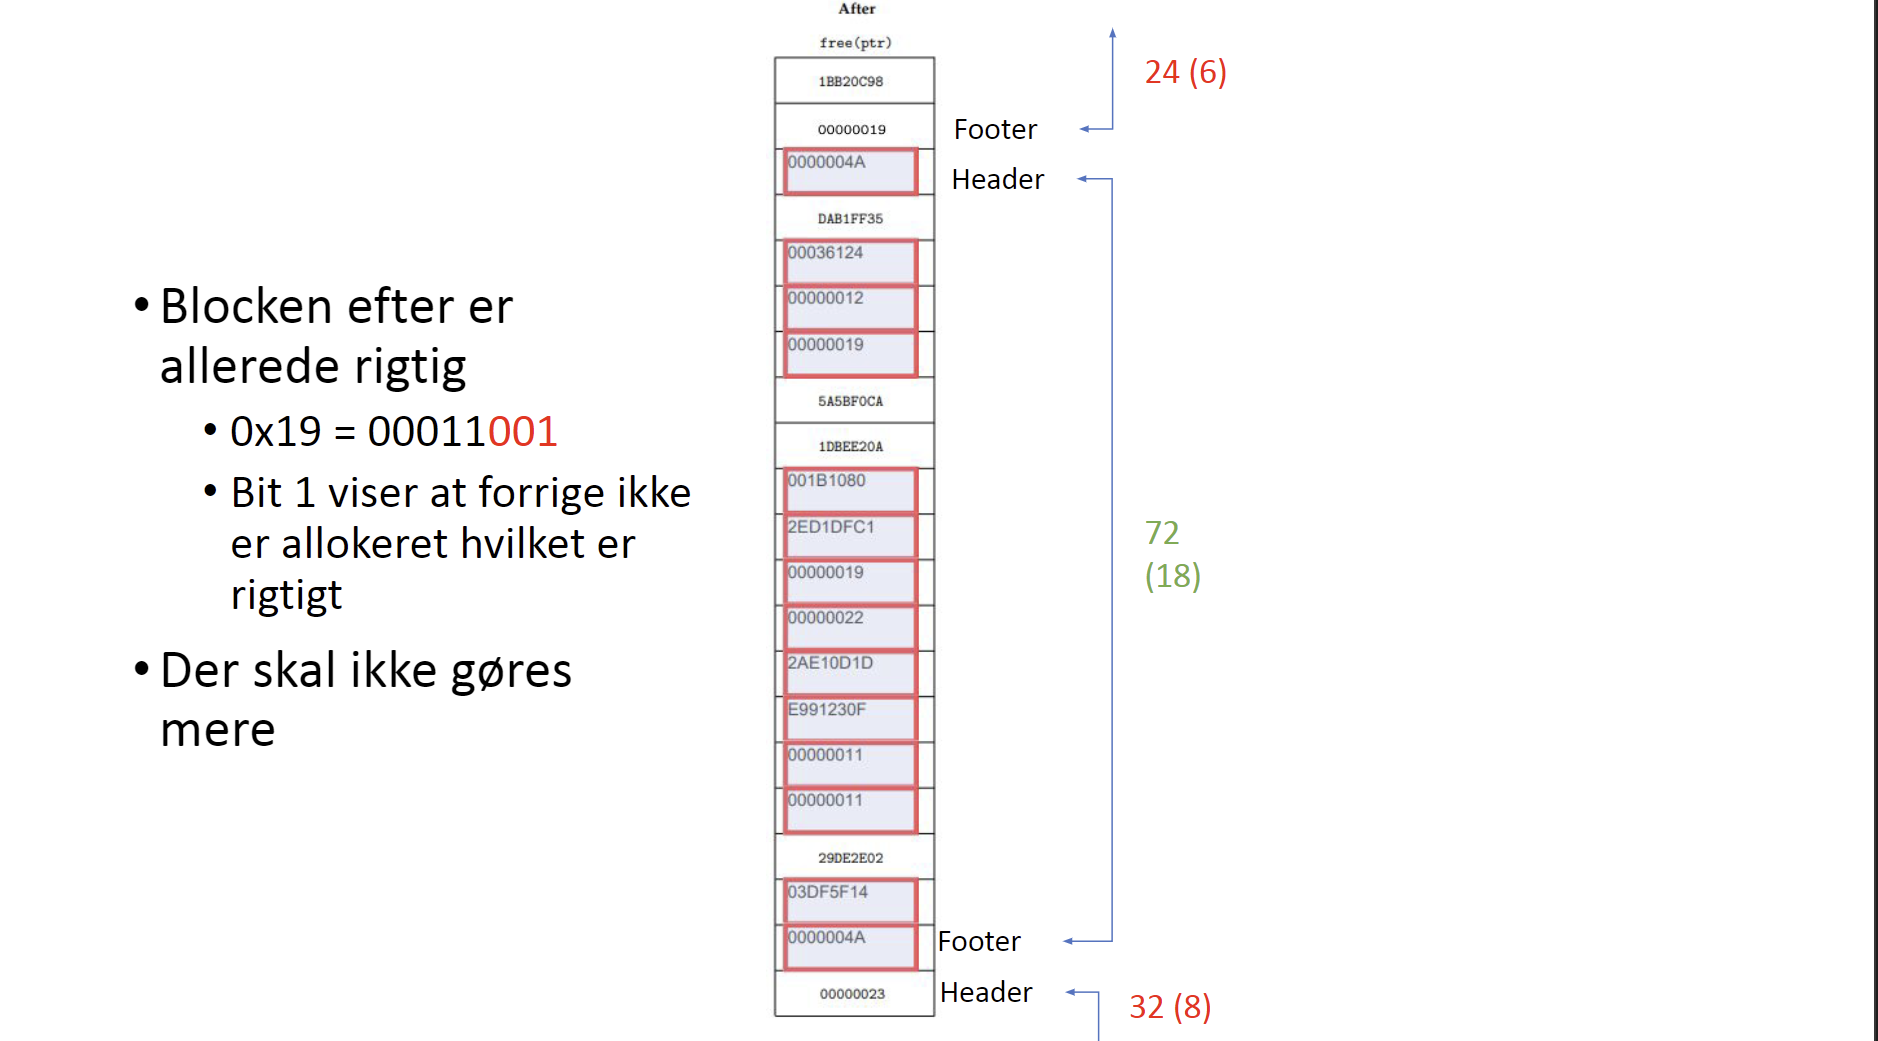 • Blocken efter er
allerede rigtig
• 0x19 = 00011001
• Bit 1 viser at forrige ikke
er allokeret hvilket er
rigtigt
• Der skal ikke gøres
mere
After
free(ptr)
1BB20C98
00000019 Footer
0000004A Header
DAB1FF35
00036124
00000012
00000019
5A5BF0CA
1DBEE20A
001B1080
2ED1DFC1
00000019
00000022
2AE10D1D
E991230F
00000011
00000011
29DE2E02
03DF5F14
0000004A Footer
00000023 Header
24 (6)
72
(18)
32 (8)